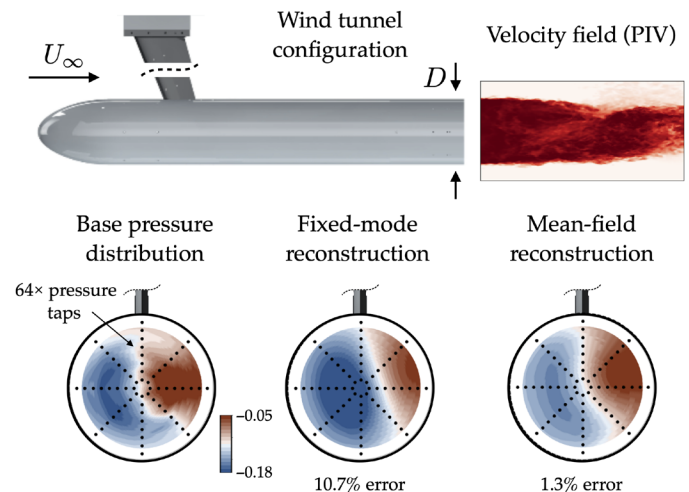 Wind tunnel
configuration
Velocity field (PIV)
U∞
D
Base pressure
distribution
Fixed-mode
reconstruction
Mean-field
reconstruction
64× pressure
taps
−0.05
−0.18
10.7% error
1.3% error